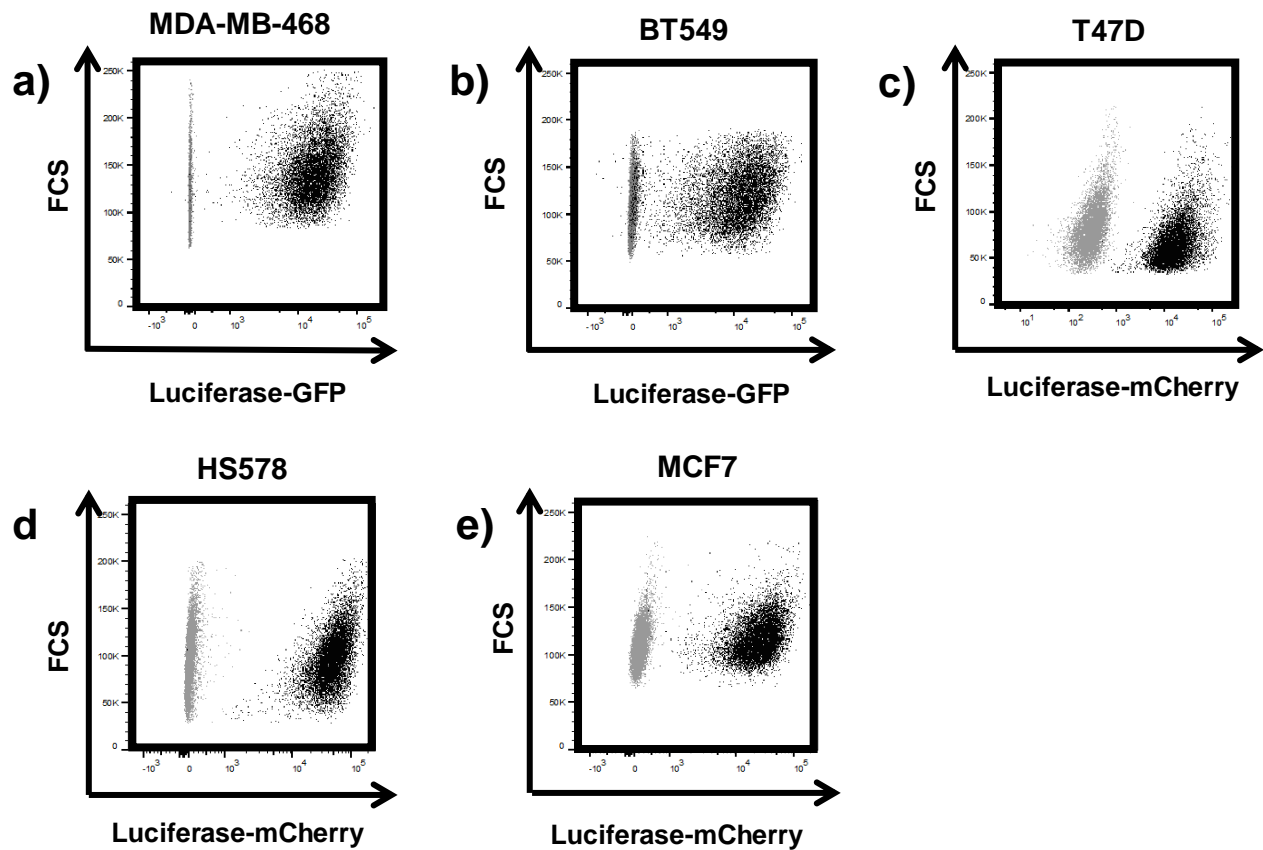 MDA-MB-468
BT549
T47D
a)
b)
c)
FCS
250K
200K
150K
100K
50K
0
-10³ 0 10³ 10⁴ 10⁵
Luciferase-GFP
FCS
250K
200K
150K
100K
50K
0
-10³ 0 10³ 10⁴ 10⁵
Luciferase-GFP
FCS
250K
200K
150K
100K
50K
0
10¹ 10² 10³ 10⁴ 10⁵
Luciferase-mCherry
HS578
MCF7
d
e)
FCS
250K
200K
150K
100K
50K
0
-10³ 0 10³ 10⁴ 10⁵
Luciferase-mCherry
FCS
250K
200K
150K
100K
50K
0
-10³ 0 10³ 10⁴ 10⁵
Luciferase-mCherry